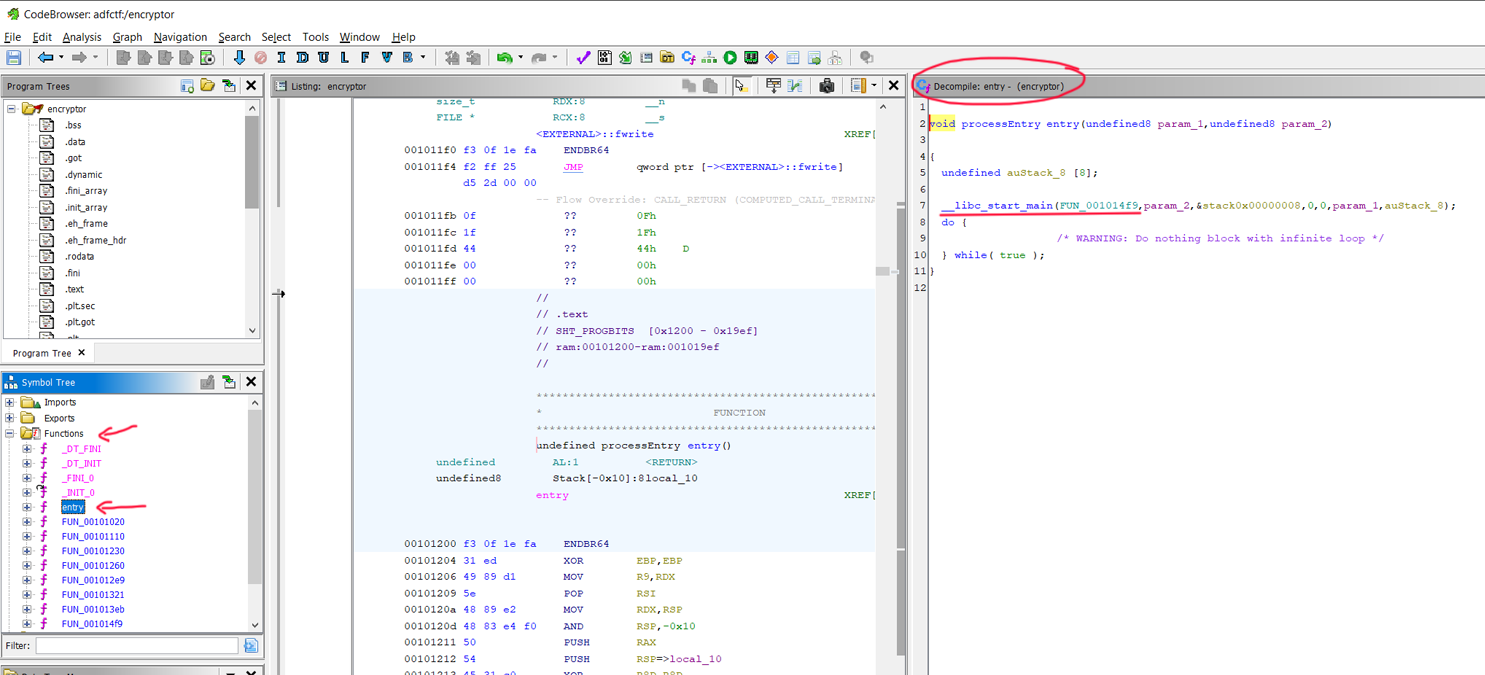 CodeBrowser: adfctf:/encryptor
File Edit Analysis Graph Navigation Search Select Tools Window Help
I D U L F V B
Program Trees
encryptor
.bss
.data
.got
.dynamic
.fini_array
.init_array
.eh_frame
.eh_frame_hdr
.rodata
.fini
.text
.plt.sec
.plt.got
Program Tree
Symbol Tree
Imports
Exports
Functions
_DT_FINI
_DT_INIT
_FINI_0
_INIT_0
entry
FUN_00101020
FUN_00101110
FUN_00101230
FUN_00101260
FUN_001012e9
FUN_00101321
FUN_001013eb
FUN_001014f9
Filter:
Listing: encryptor
size_t RDX:8 __n
FILE * RCX:8 __s
<EXTERNAL>::fwrite XREF[
001011f0 f3 0f 1e fa ENDBR64
001011f4 f2 ff 25 JMP qword ptr [-><EXTERNAL>::fwrite]
d5 2d 00 00
-- Flow Override: CALL_RETURN (COMPUTED_CALL_TERMINA
001011fb 0f ?? 0Fh
001011fc 1f ?? 1Fh
001011fd 44 ?? 44h D
001011fe 00 ?? 00h
001011ff 00 ?? 00h
//
// .text
// SHT_PROGBITS [0x1200 - 0x19ef]
// ram:00101200-ram:001019ef
//
* FUNCTION
undefined processEntry entry()
undefined AL:1 <RETURN>
undefined8 Stack[-0x10]:8 local_10
entry XREF[
00101200 f3 0f 1e fa ENDBR64
00101204 31 ed XOR EBP,EBP
00101206 49 89 d1 MOV R9,RDX
00101209 5e POP RSI
0010120a 48 89 e2 MOV RDX,RSP
0010120d 48 83 e4 f0 AND RSP,-0x10
00101211 50 PUSH RAX
00101212 54 PUSH RSP=>local_10
00101213 45 31 c0 XOR R8D,R8D
Decompile: entry - (encryptor)
1
2 void processEntry entry(undefined8 param_1,undefined8 param_2)
3
4 {
5 undefined auStack_8 [8];
6
7 __libc_start_main(FUN_001014f9,param_2,&stack0x00000008,0,0,param_1,auStack_8);
8 do {
9 /* WARNING: Do nothing block with infinite loop */
10 } while( true );
11 }
12